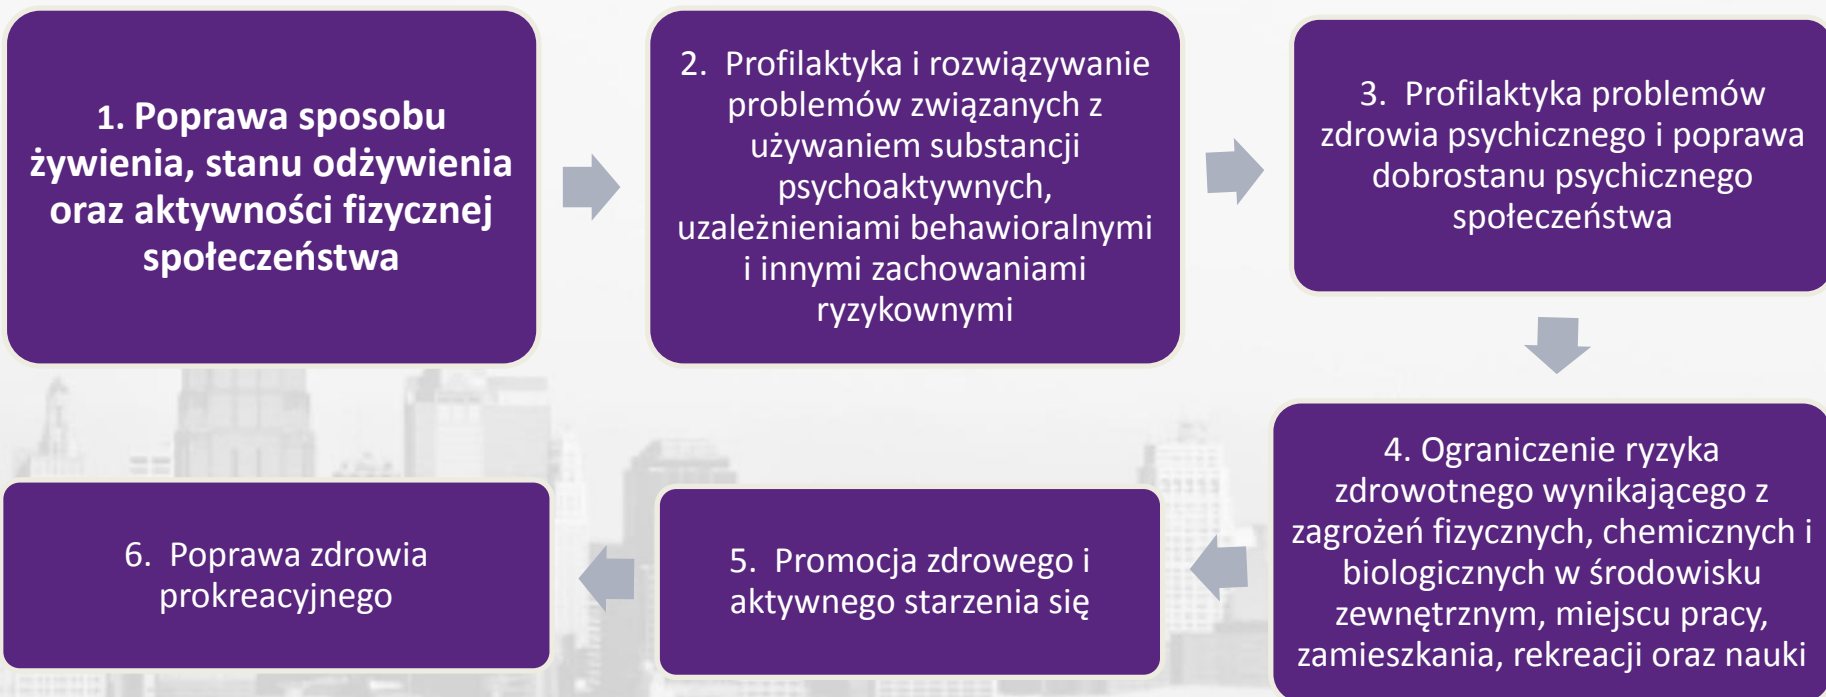 1. Poprawa sposobu
żywienia, stanu odżywienia
oraz aktywności fizycznej
społeczeństwa
2. Profilaktyka i rozwiązywanie
problemów związanych z
używaniem substancji
psychoaktywnych,
uzależnieniami behawioralnymi
i innymi zachowaniami
ryzykownymi
3. Profilaktyka problemów
zdrowia psychicznego i poprawa
dobrostanu psychicznego
społeczeństwa
4. Ograniczenie ryzyka
zdrowotnego wynikającego z
zagrożeń fizycznych, chemicznych i
biologicznych w środowisku
zewnętrznym, miejscu pracy,
zamieszkania, rekreacji oraz nauki
5. Promocja zdrowego i
aktywnego starzenia się
6. Poprawa zdrowia
prokreacyjnego